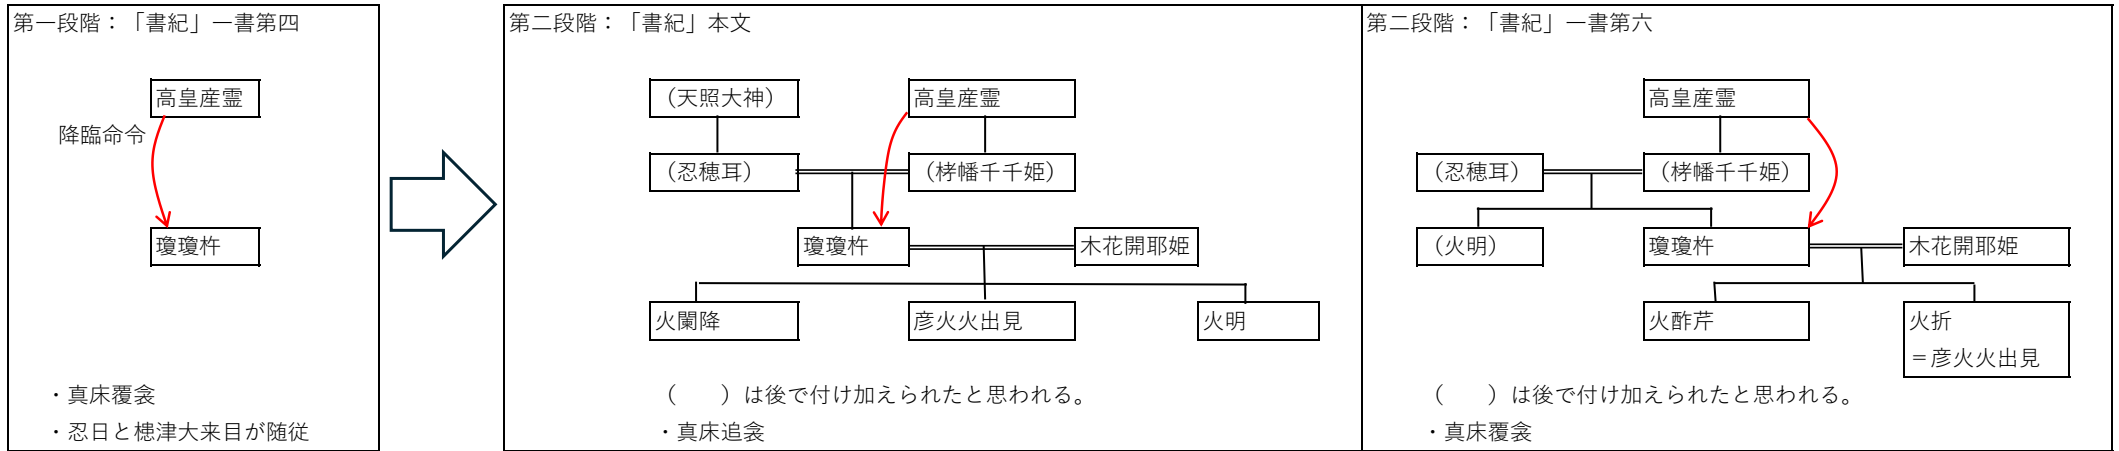 第一段階：「書紀」一書第四
高皇産霊
降臨命令
瓊瓊杵
・真床覆衾
・忍日と樬津大来目が随従
第二段階：「書紀」本文
（天照大神）
高皇産霊
（忍穂耳）
（栲幡千千姫）
瓊瓊杵
木花開耶姫
火闌降
彦火火出見
火明
（　　）は後で付け加えられたと思われる。
・真床追衾
第二段階：「書紀」一書第六
高皇産霊
（忍穂耳）
（栲幡千千姫）
（火明）
瓊瓊杵
木花開耶姫
火酢芹
火折
＝彦火火出見
（　　）は後で付け加えられたと思われる。
・真床覆衾